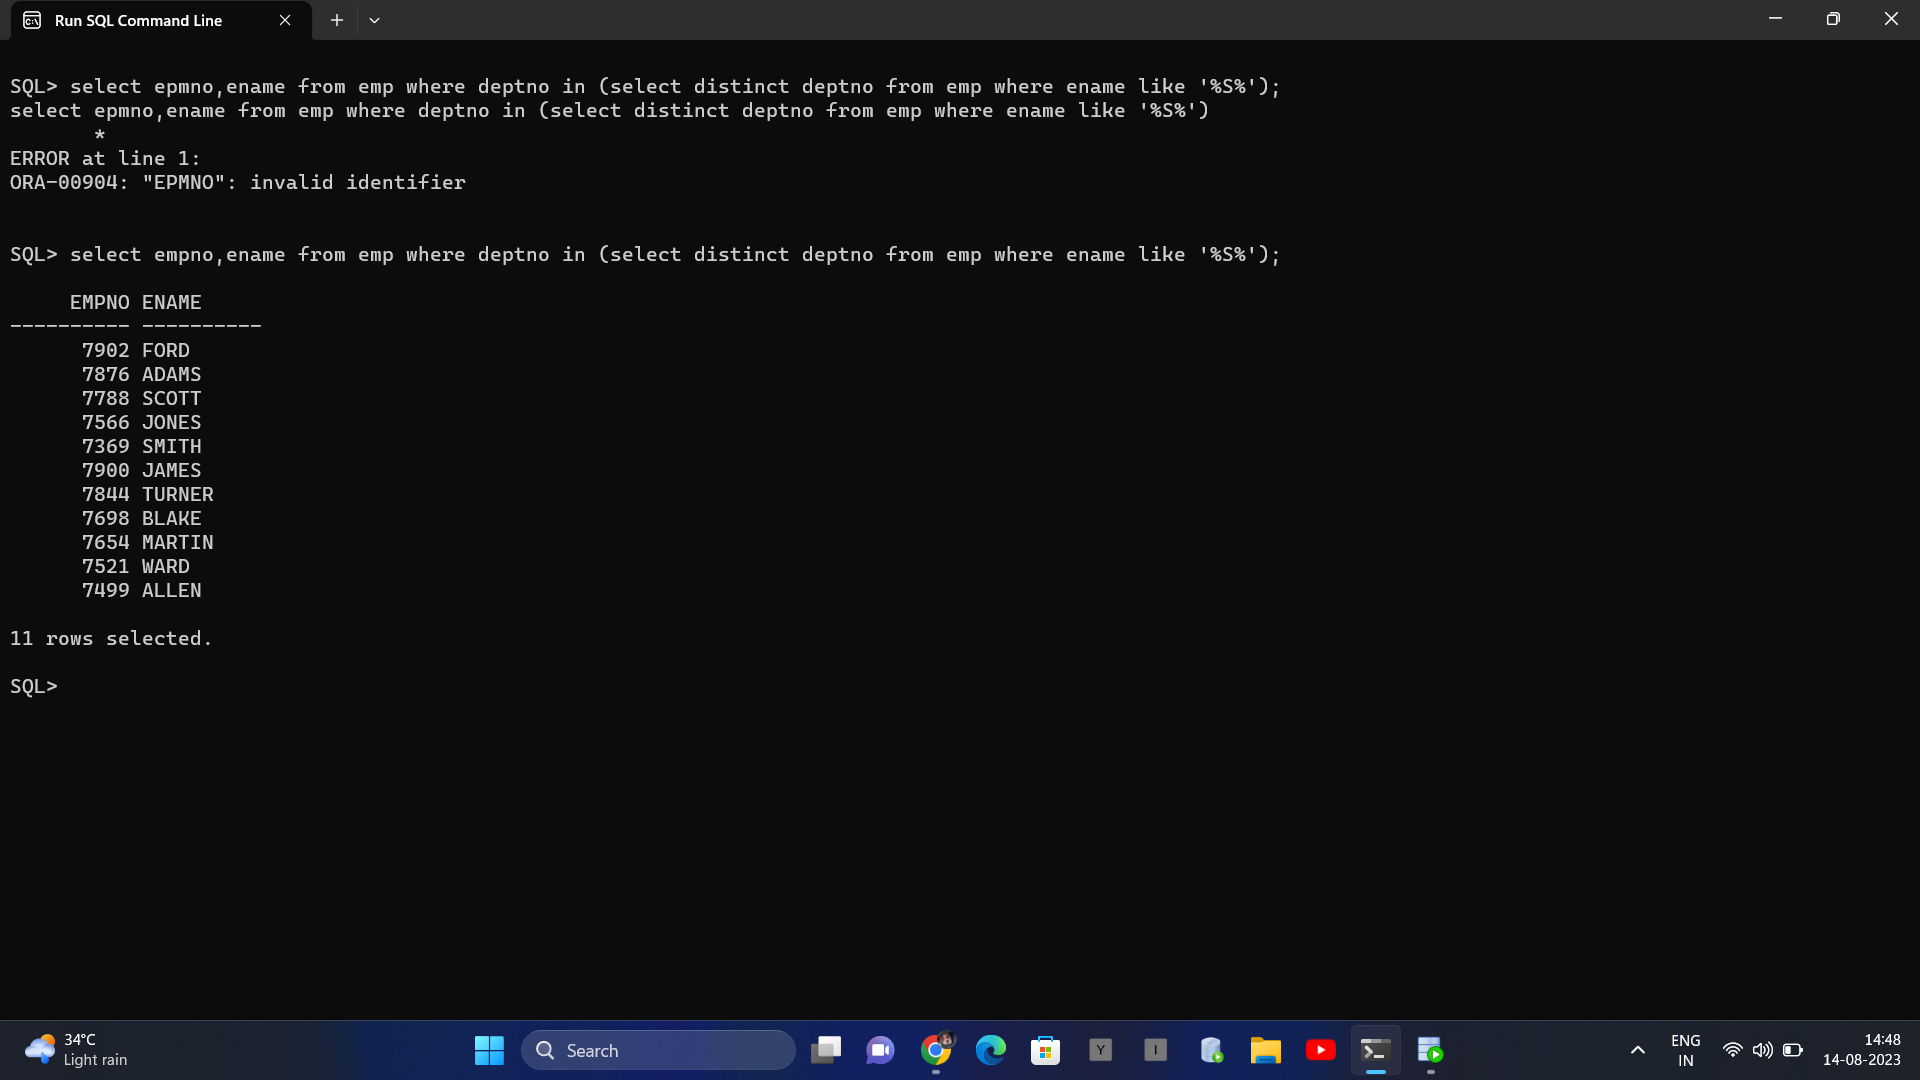 Run SQL Command Line
SQL> select epmno,ename from emp where deptno in (select distinct deptno from emp where ename like '%S%');
select epmno,ename from emp where deptno in (select distinct deptno from emp where ename like '%S%')
       *
ERROR at line 1:
ORA-00904: "EPMNO": invalid identifier
SQL> select empno,ename from emp where deptno in (select distinct deptno from emp where ename like '%S%');
     EMPNO ENAME
---------- ----------
      7902 FORD
      7876 ADAMS
      7788 SCOTT
      7566 JONES
      7369 SMITH
      7900 JAMES
      7844 TURNER
      7698 BLAKE
      7654 MARTIN
      7521 WARD
      7499 ALLEN
11 rows selected.
SQL>
34°C
Light rain
Search
Y
I
ENG
IN
14:48
14-08-2023